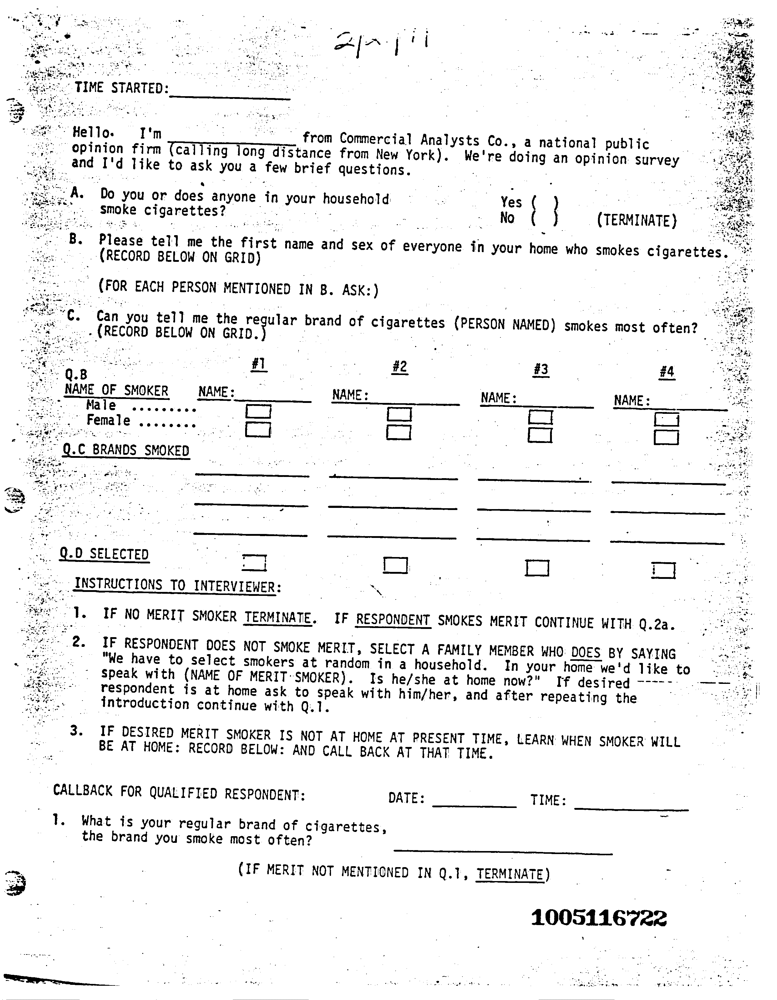 TIME STARTED:
Hello. I'm from Commercial Analysts Co., a national public
opinion firm (calling long distance from New York). We're doing an opinion survey
and I'd like to ask you a few brief questions.
A. Do you or does anyone in your household Yes ( )
smoke cigarettes? No ( ) (TERMINATE)
B. Please tell me the first name and sex of everyone in your home who smokes cigarettes.
(RECORD BELOW ON GRID)
(FOR EACH PERSON MENTIONED IN B. ASK:)
C. Can you tell me the regular brand of cigarettes (PERSON NAMED) smokes most often?
(RECORD BELOW ON GRID.)
#1 #2 #3 #4
Q.B
NAME OF SMOKER NAME: NAME: NAME: NAME:
Male .........
Female ........
Q.C BRANDS SMOKED
Q.D SELECTED
INSTRUCTIONS TO INTERVIEWER:
1. IF NO MERIT SMOKER TERMINATE. IF RESPONDENT SMOKES MERIT CONTINUE WITH Q.2a.
2. IF RESPONDENT DOES NOT SMOKE MERIT, SELECT A FAMILY MEMBER WHO DOES BY SAYING
"We have to select smokers at random in a household. In your home we'd like to
speak with (NAME OF MERIT SMOKER). Is he/she at home now?" If desired
respondent is at home ask to speak with him/her, and after repeating the
introduction continue with Q.1.
3. IF DESIRED MERIT SMOKER IS NOT AT HOME AT PRESENT TIME, LEARN WHEN SMOKER WILL
BE AT HOME: RECORD BELOW: AND CALL BACK AT THAT TIME.
CALLBACK FOR QUALIFIED RESPONDENT: DATE: TIME:
1. What is your regular brand of cigarettes,
the brand you smoke most often?
(IF MERIT NOT MENTIONED IN Q.1, TERMINATE)
1005116722